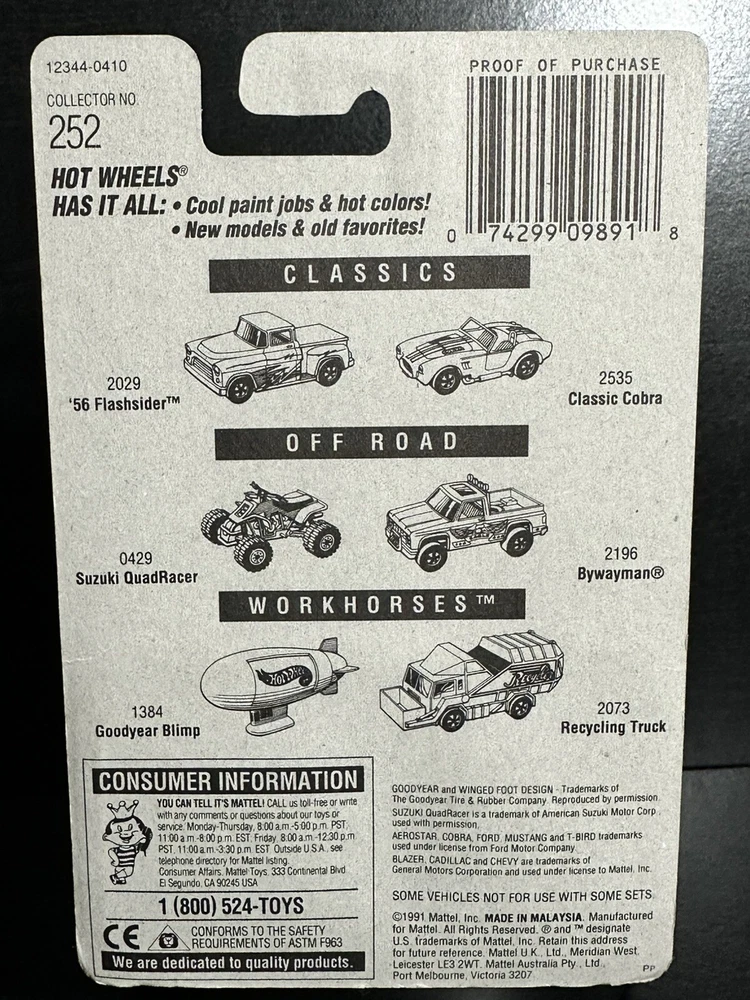 12344-0410
COLLECTOR NO.
252
PROOF OF PURCHASE
HOT WHEELS®
HAS IT ALL: • Cool paint jobs & hot colors!
• New models & old favorites!
0 74299 09891 8
CLASSICS
2029
'56 Flashsider™
2535
Classic Cobra
OFF ROAD
0429
Suzuki QuadRacer
2196
Bywayman®
WORKHORSES™
Hot Wheels
Recycler
1384
Goodyear Blimp
2073
Recycling Truck
CONSUMER INFORMATION
YOU CAN TELL IT'S MATTEL! CALL us toll-free or write
with any comments or questions about our toys or
service. Monday-Thursday, 8:00 a.m.-5:00 p.m. PST,
11:00 a.m.-8:00 p.m. EST, Friday, 8:00 a.m.-12:30 p.m.
PST, 11:00 a.m.-3:30 p.m. EST. Outside U.S.A., see
telephone directory for Mattel listing.
Consumer Affairs, Mattel Toys, 333 Continental Blvd.
El Segundo, CA 90245 USA
1 (800) 524-TOYS
CE CONFORMS TO THE SAFETY
REQUIREMENTS OF ASTM F963
We are dedicated to quality products.
GOODYEAR and WINGED FOOT DESIGN - Trademarks of
The Goodyear Tire & Rubber Company. Reproduced by permission.
SUZUKI QuadRacer is a trademark of American Suzuki Motor Corp.
used with permission.
AEROSTAR, COBRA, FORD, MUSTANG and T-BIRD trademarks
used under license from Ford Motor Company.
BLAZER, CADILLAC and CHEVY are trademarks of
General Motors Corporation and used under license to Mattel, Inc.
SOME VEHICLES NOT FOR USE WITH SOME SETS.
©1991 Mattel, Inc. MADE IN MALAYSIA. Manufactured
for Mattel. All Rights Reserved. ® and ™ designate
U.S. trademarks of Mattel, Inc. Retain this address
for future reference. Mattel U.K., Ltd., Meridian West,
Leicester LE3 2WT. Mattel Australia Pty., Ltd.,
Port Melbourne, Victoria 3207.
PP